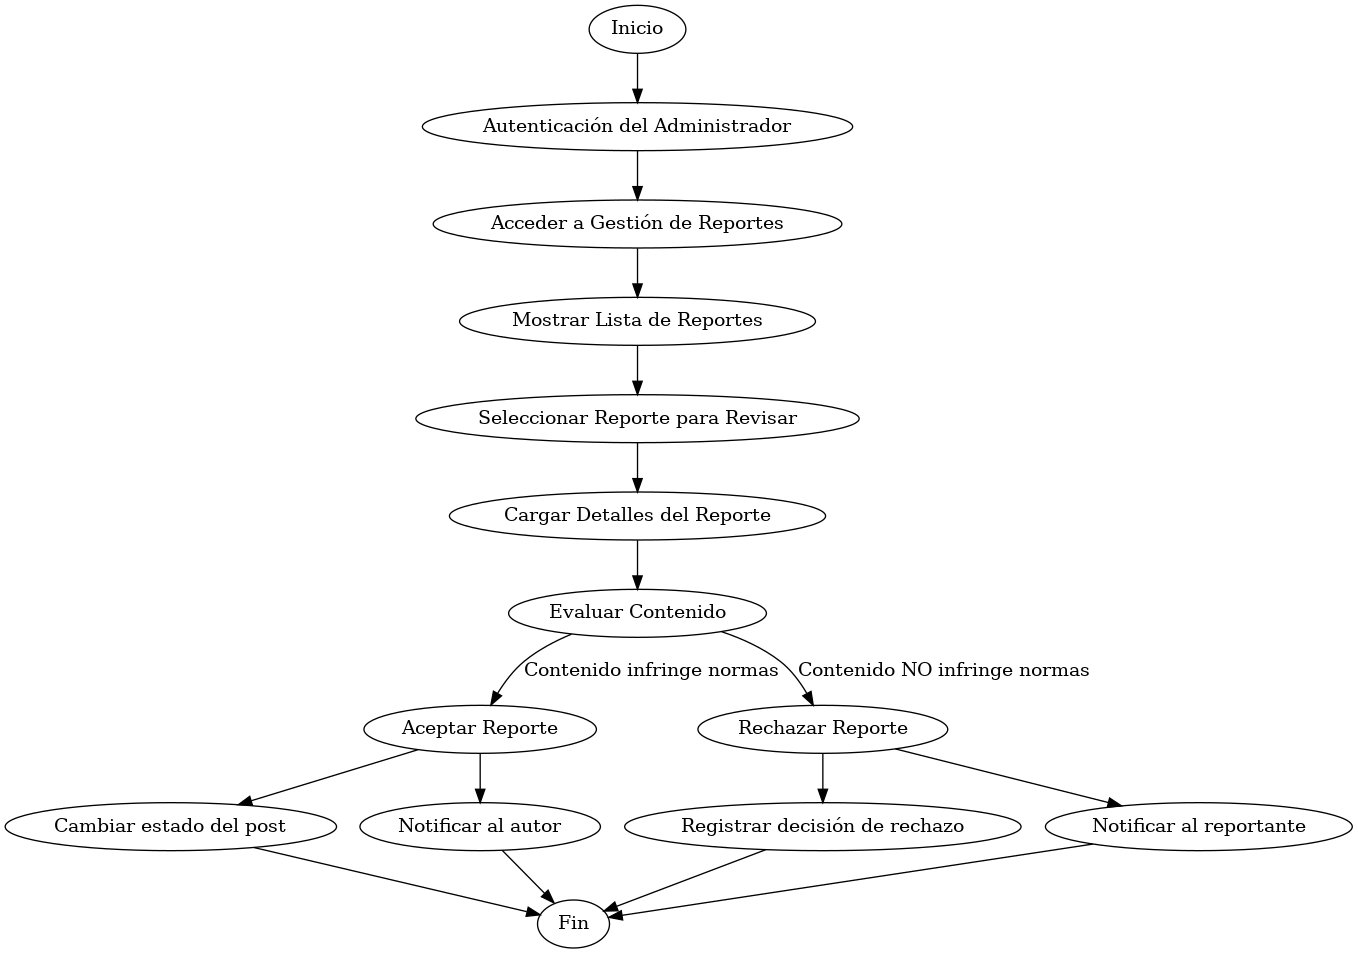 Inicio
Autenticación del Administrador
Acceder a Gestión de Reportes
Mostrar Lista de Reportes
Seleccionar Reporte para Revisar
Cargar Detalles del Reporte
Evaluar Contenido
Contenido infringe normas
Contenido NO infringe normas
Aceptar Reporte
Rechazar Reporte
Cambiar estado del post
Notificar al autor
Registrar decisión de rechazo
Notificar al reportante
Fin